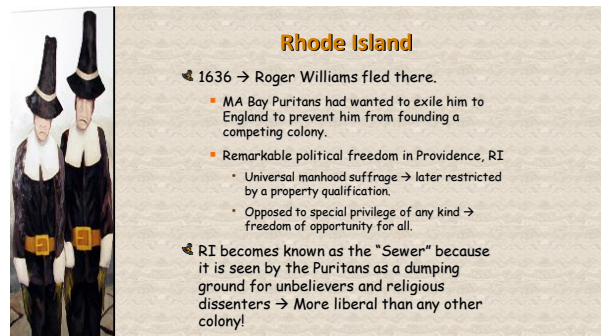 Rhode Island
1636 → Roger Williams fled there.
MA Bay Puritans had wanted to exile him to
England to prevent him from founding a
competing colony.
Remarkable political freedom in Providence, RI
Universal manhood suffrage → later restricted
by a property qualification.
Opposed to special privilege of any kind →
freedom of opportunity for all.
RI becomes known as the “Sewer” because
it is seen by the Puritans as a dumping
ground for unbelievers and religious
dissenters → More liberal than any other
colony!